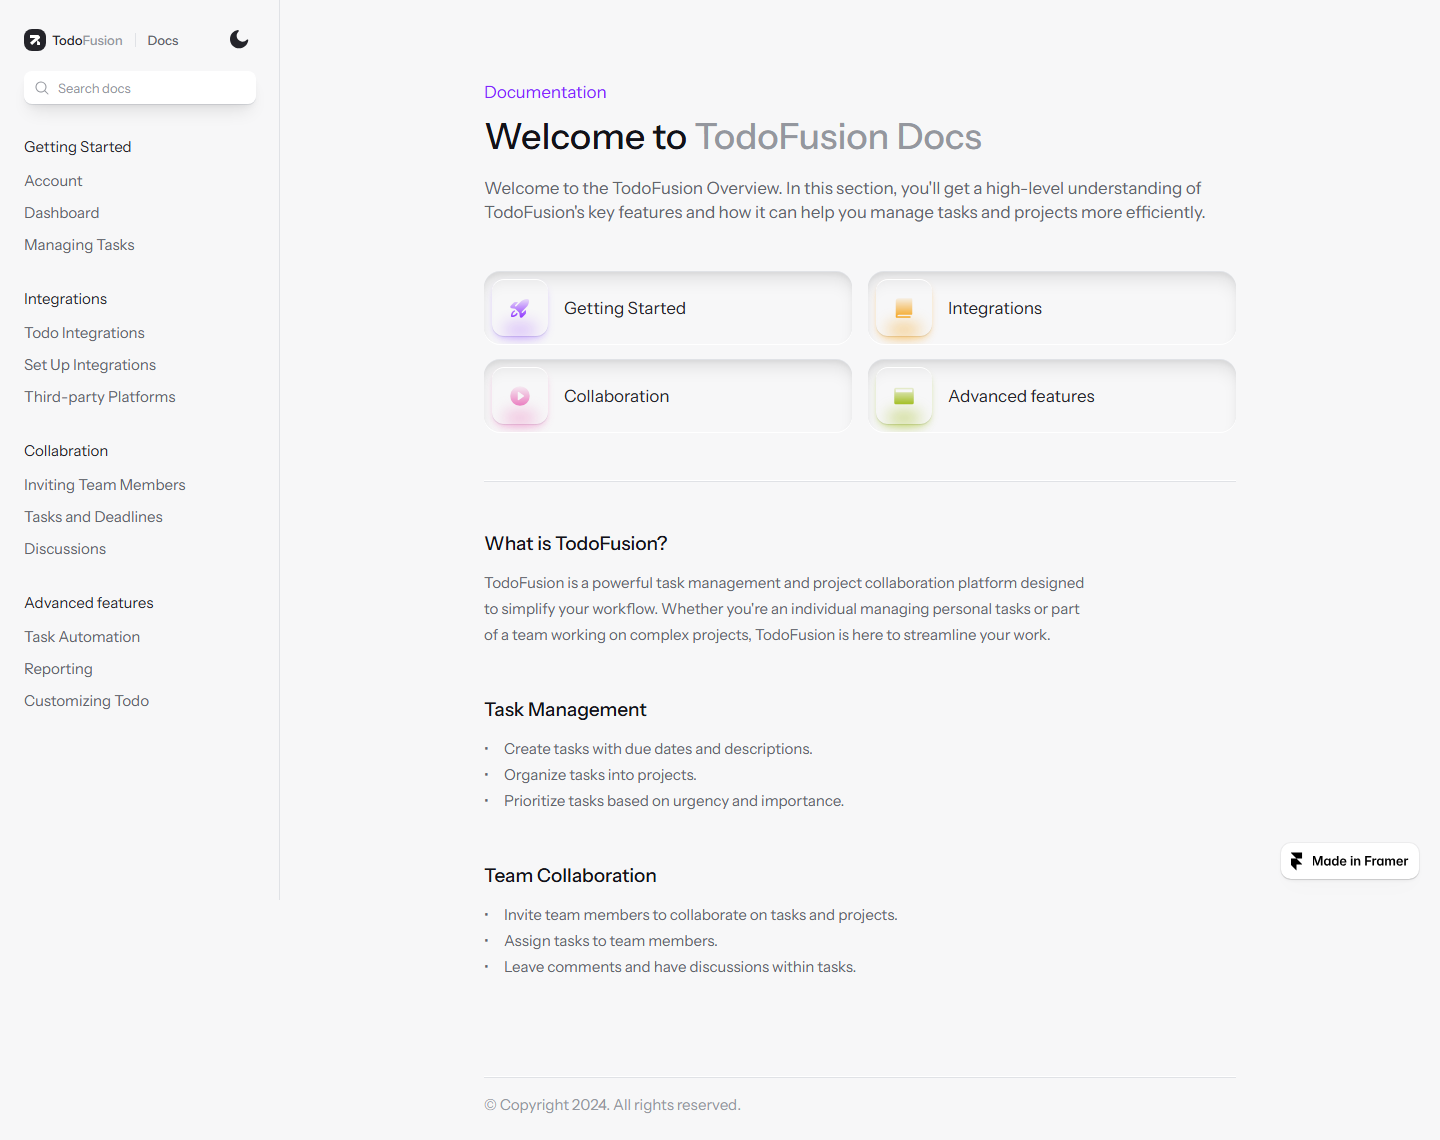 TodoFusion Docs
Search docs
Getting Started
Account
Dashboard
Managing Tasks
Integrations
Todo Integrations
Set Up Integrations
Third-party Platforms
Collabration
Inviting Team Members
Tasks and Deadlines
Discussions
Advanced features
Task Automation
Reporting
Customizing Todo
Documentation
Welcome to TodoFusion Docs
Welcome to the TodoFusion Overview. In this section, you'll get a high-level understanding of
TodoFusion's key features and how it can help you manage tasks and projects more efficiently.
Getting Started
Integrations
Collaboration
Advanced features
What is TodoFusion?
TodoFusion is a powerful task management and project collaboration platform designed
to simplify your workflow. Whether you're an individual managing personal tasks or part
of a team working on complex projects, TodoFusion is here to streamline your work.
Task Management
• Create tasks with due dates and descriptions.
• Organize tasks into projects.
• Prioritize tasks based on urgency and importance.
Team Collaboration
• Invite team members to collaborate on tasks and projects.
• Assign tasks to team members.
• Leave comments and have discussions within tasks.
© Copyright 2024. All rights reserved.
Made in Framer